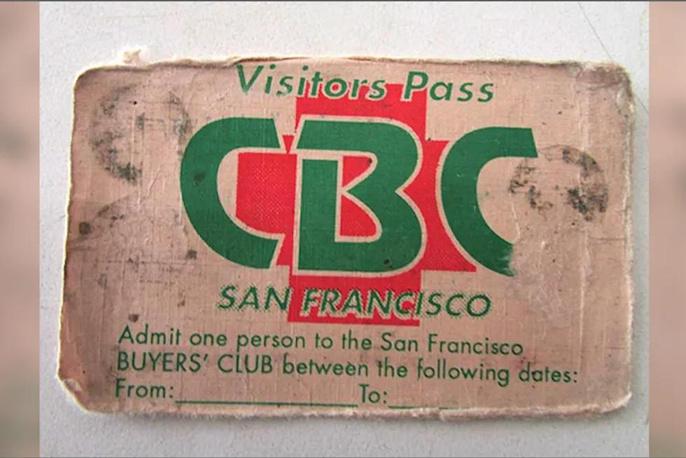 Visitors Pass
CBC
SAN FRANCISCO
Admit one person to the San Francisco
BUYERS' CLUB between the following dates:
From: To: